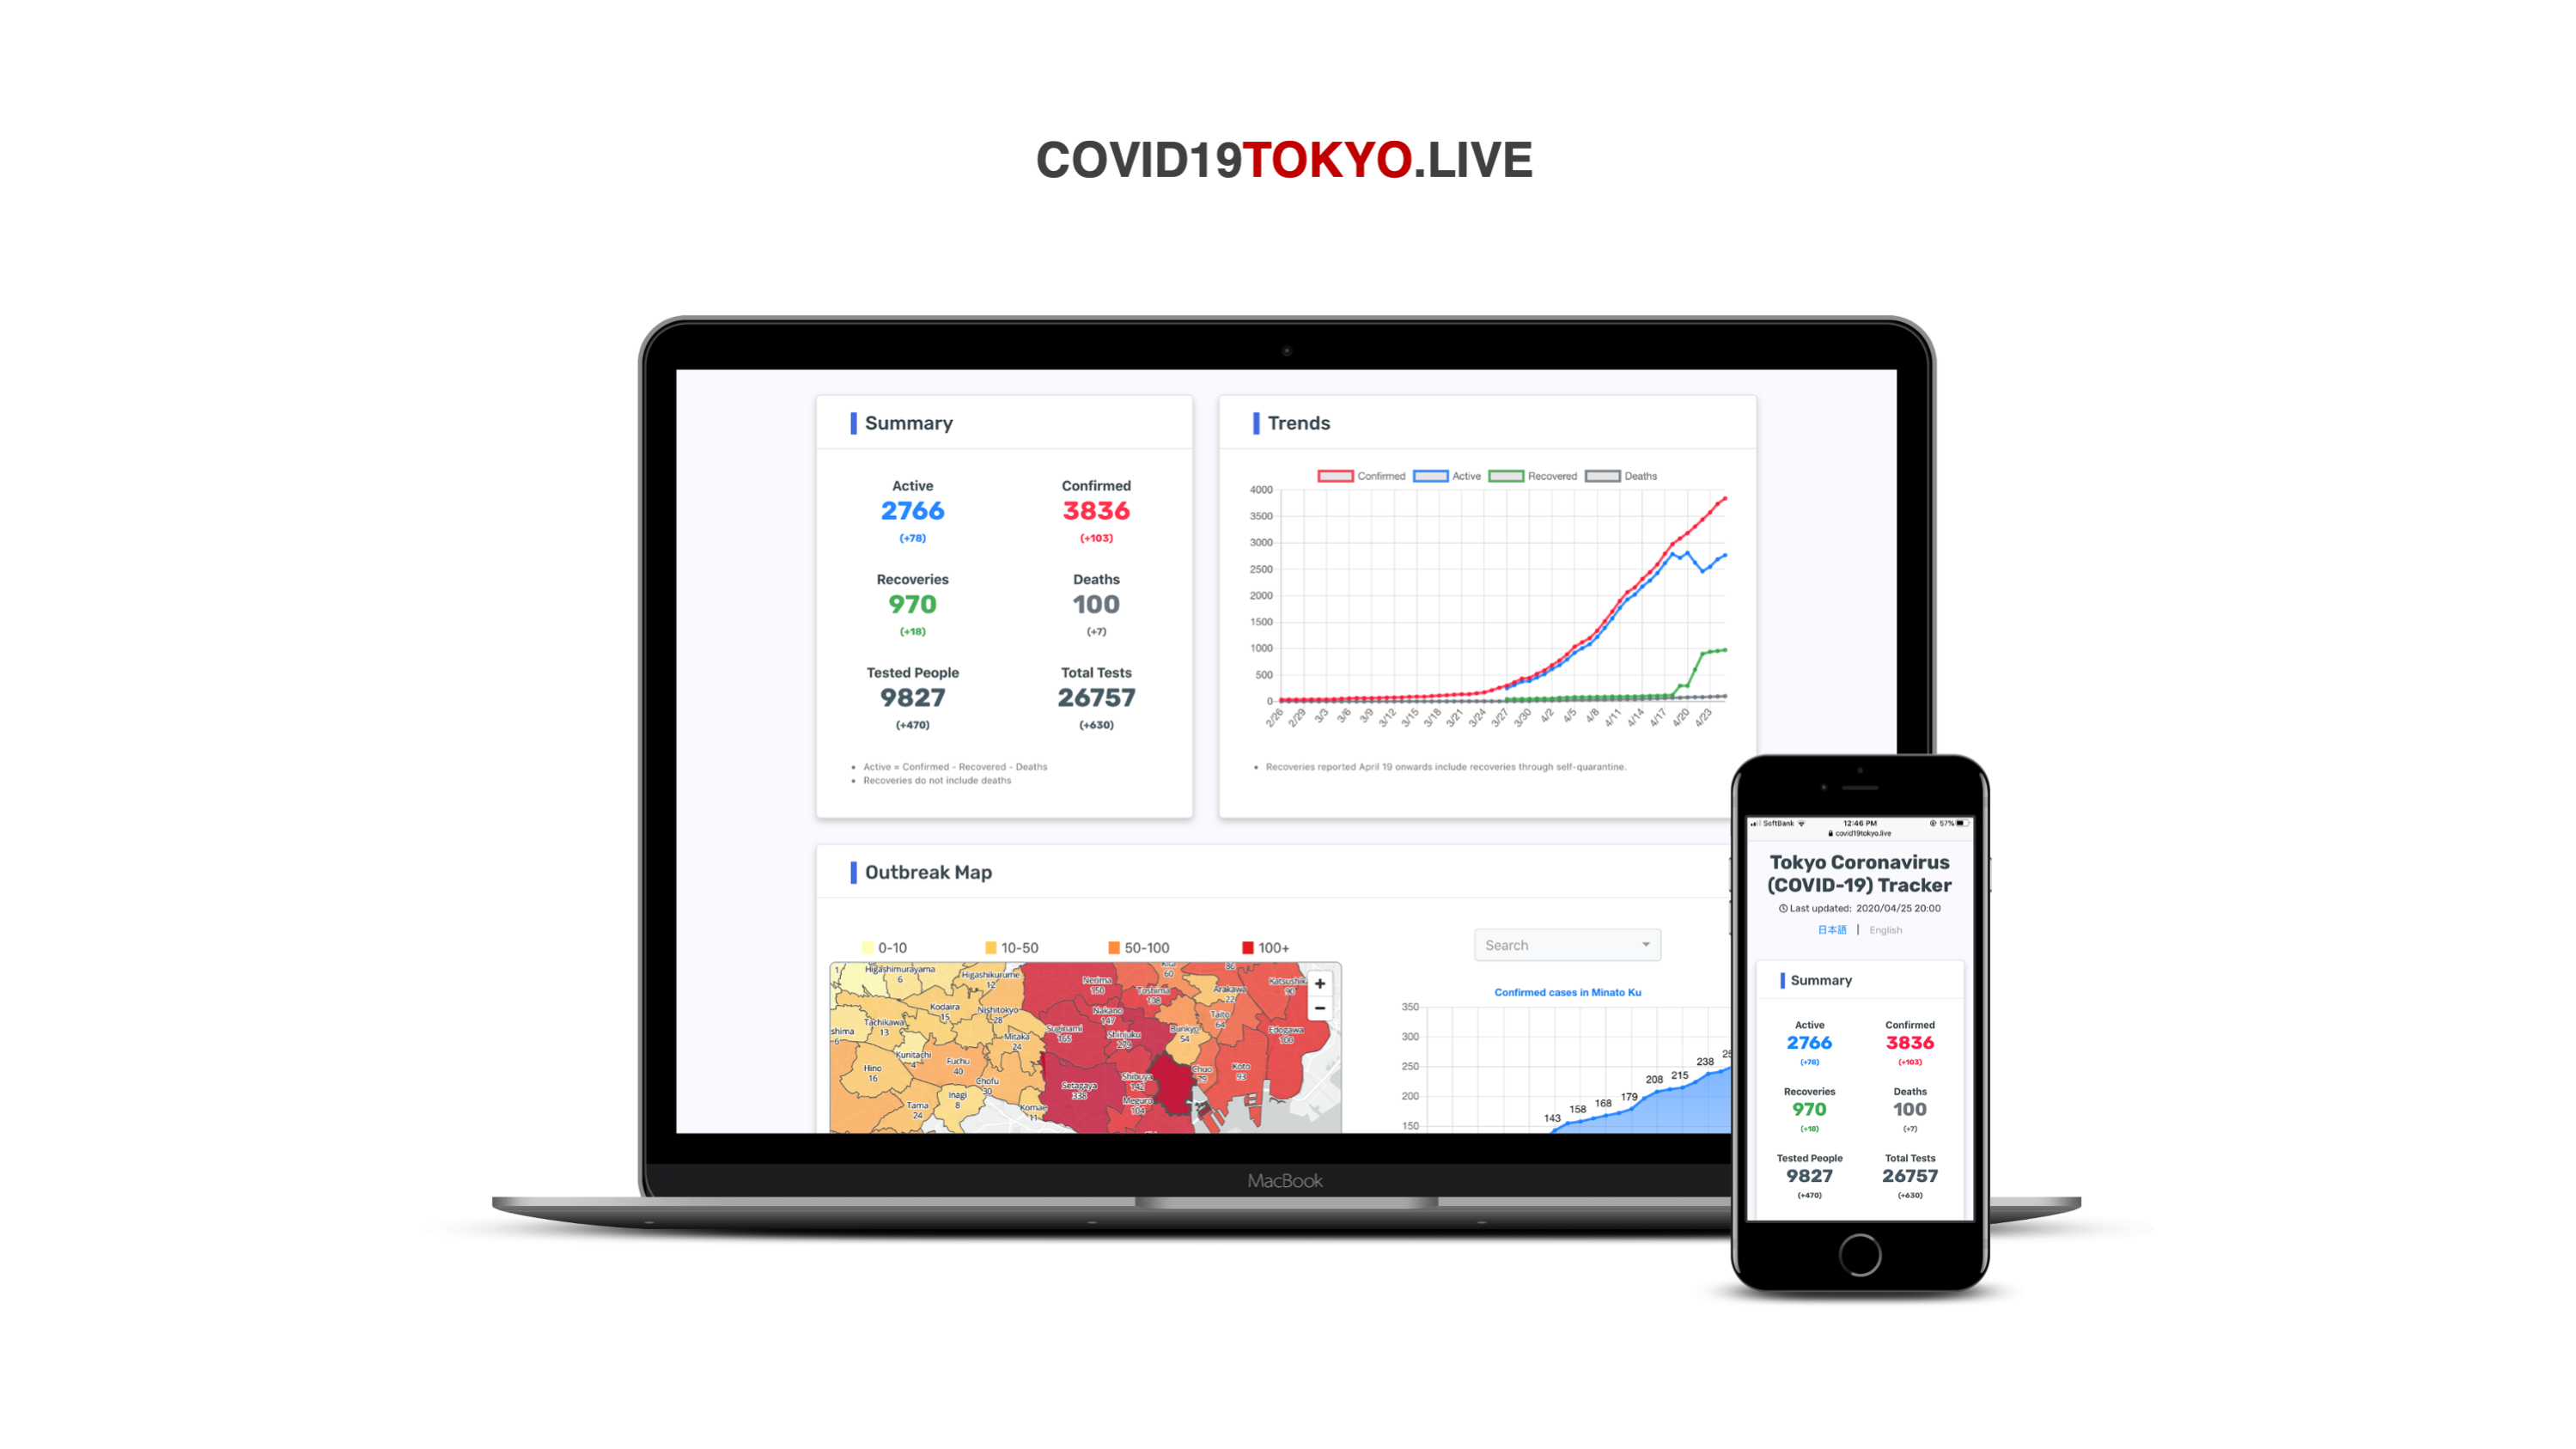 COVID19TOKYO.LIVE
Summary
Active
2766
(+78)
Confirmed
3836
(+103)
Recoveries
970
(+18)
Deaths
100
(+7)
Tested People
9827
(+470)
Total Tests
26757
(+630)
Active = Confirmed - Recovered - Deaths
Recoveries do not include deaths
Trends
Confirmed Active Recovered Deaths
4000
3500
3000
2500
2000
1500
1000
500
0
2/26 2/29 3/3 3/6 3/9 3/12 3/15 3/18 3/21 3/24 3/27 3/30 4/2 4/5 4/8 4/11 4/14 4/17 4/20 4/23
Recoveries reported April 19 onwards include recoveries through self-quarantine.
Outbreak Map
0-10 10-50 50-100 100+
Higashimurayama
6
Higashikurume
12
Nerima
150
60
86
Katsushik
90
Kodaira
15
Nishitokyo
28
Toshima
108
Arakawa
22
Tachikawa
13
shima
6
Nakano
147
Taito
64
Mitaka
24
Suginami
165
Shinjuku
Bunkyo
54
Edogawa
100
Kunitachi
4
Fuchu
40
Hino
16
Chofu
30
Setagaya
338
Shibuya
142
Chuo
79
Koto
93
Inagi
8
Tama
24
Komae
11
Meguro
104
+
−
Search
Confirmed cases in Minato Ku
350
300
250
200
150
143 158 168 179 208 215 238
MacBook
SoftBank 12:46 PM 57%
covid19tokyo.live
Tokyo Coronavirus
(COVID-19) Tracker
Last updated: 2020/04/25 20:00
日本語 | English
Summary
Active
2766
(+78)
Confirmed
3836
(+103)
Recoveries
970
(+18)
Deaths
100
(+7)
Tested People
9827
(+470)
Total Tests
26757
(+630)